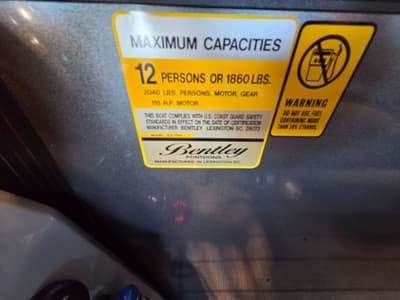 MAXIMUM CAPACITIES
12 PERSONS OR 1860 LBS.
2040 LBS. PERSONS, MOTOR, GEAR
115 H.P. MOTOR
THIS BOAT COMPLIES WITH U.S. COAST GUARD SAFETY
STANDARDS IN EFFECT ON THE DATE OF CERTIFICATION
MANUFACTURER: BENTLEY LEXINGTON SC. 29073
Bentley
PONTOONS
MANUFACTURED IN LEXINGTON SC.
WARNING
DO NOT USE FUEL
CONTAINING MORE
THAN 10% ETHANOL